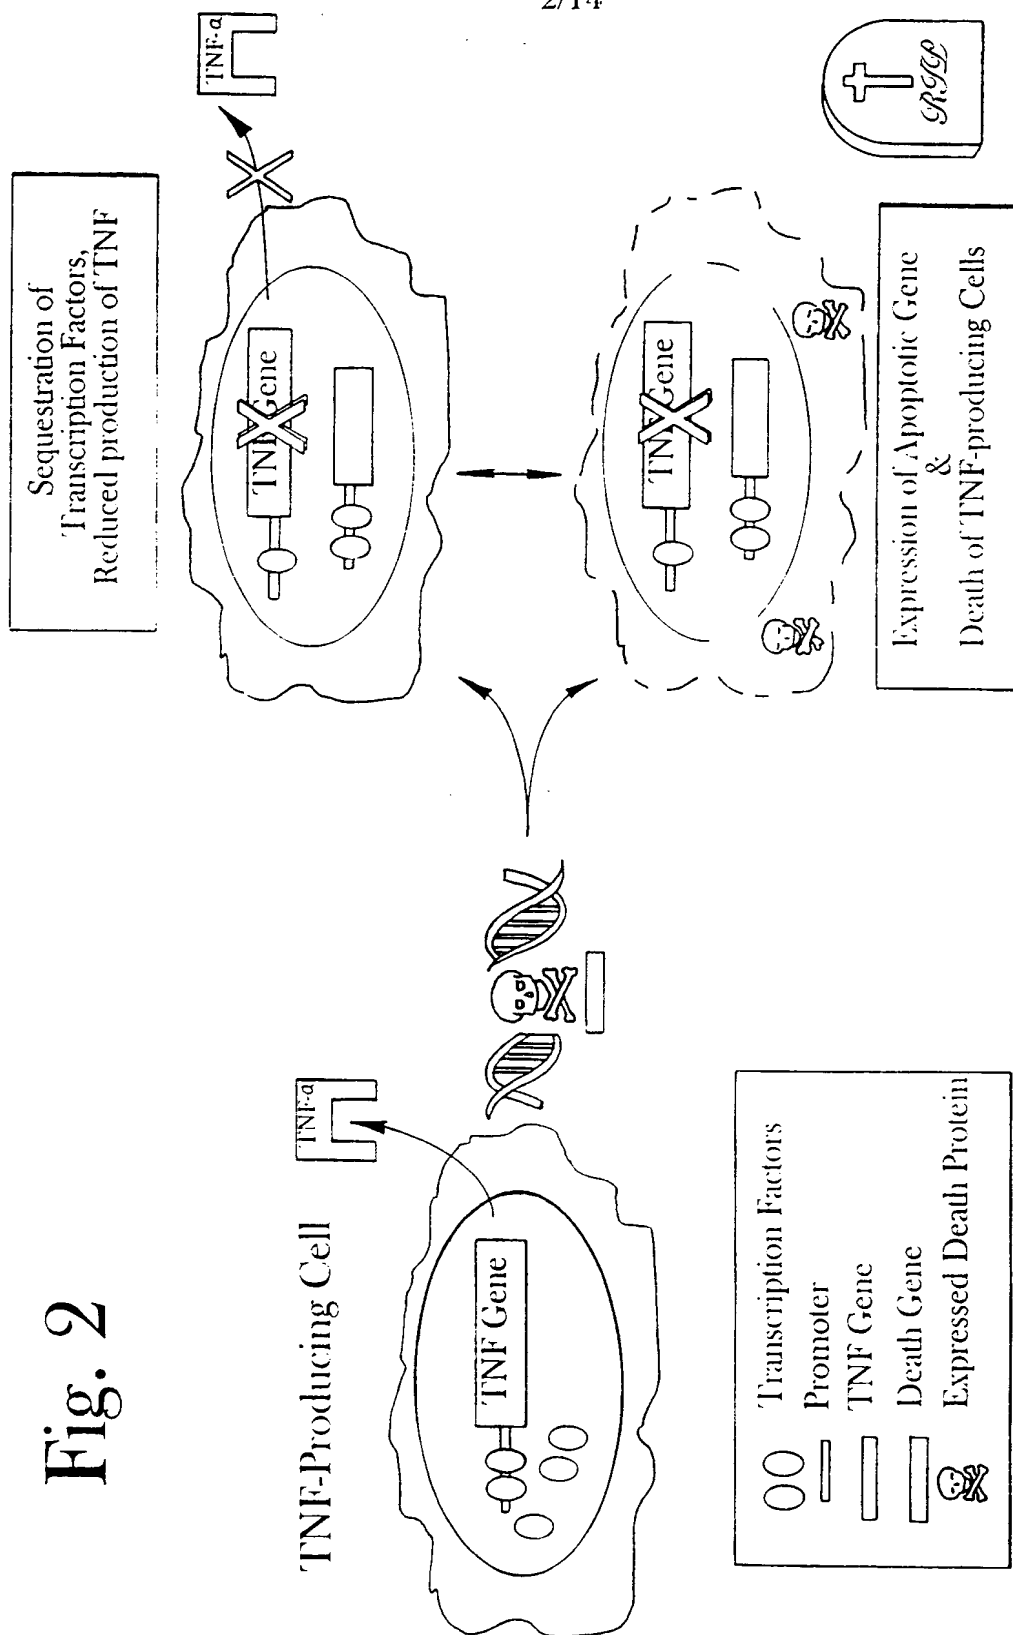 2/14
Fig. 2
TNF-Producing Cell
TNF-α
TNF Gene
Transcription Factors
Promoter
TNF Gene
Death Gene
Expressed Death Protein
Sequestration of
Transcription Factors,
Reduced production of TNF
TNF-α
TNF Gene
TNF Gene
Expression of Apoptotic Gene
&
Death of TNF-producing Cells
RIP